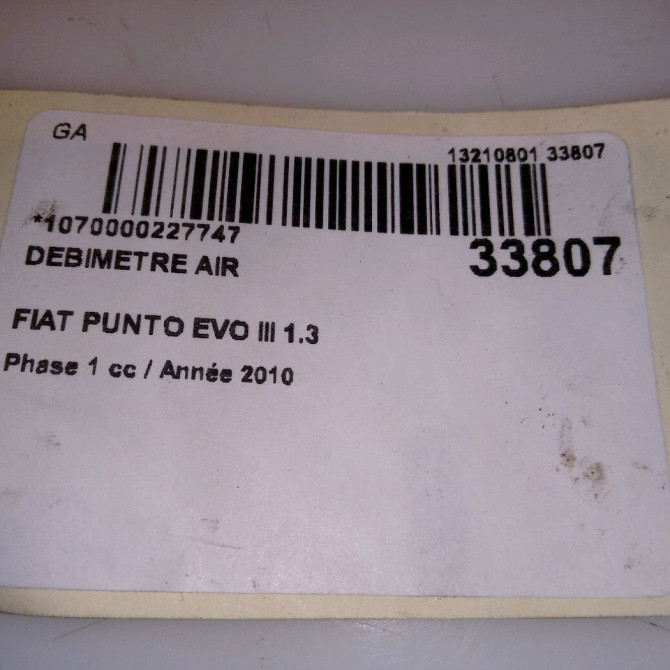 GA
13210801 33807
*1070000227747
33807
DEBIMETRE AIR
FIAT PUNTO EVO III 1.3
Phase 1 cc / Année 2010